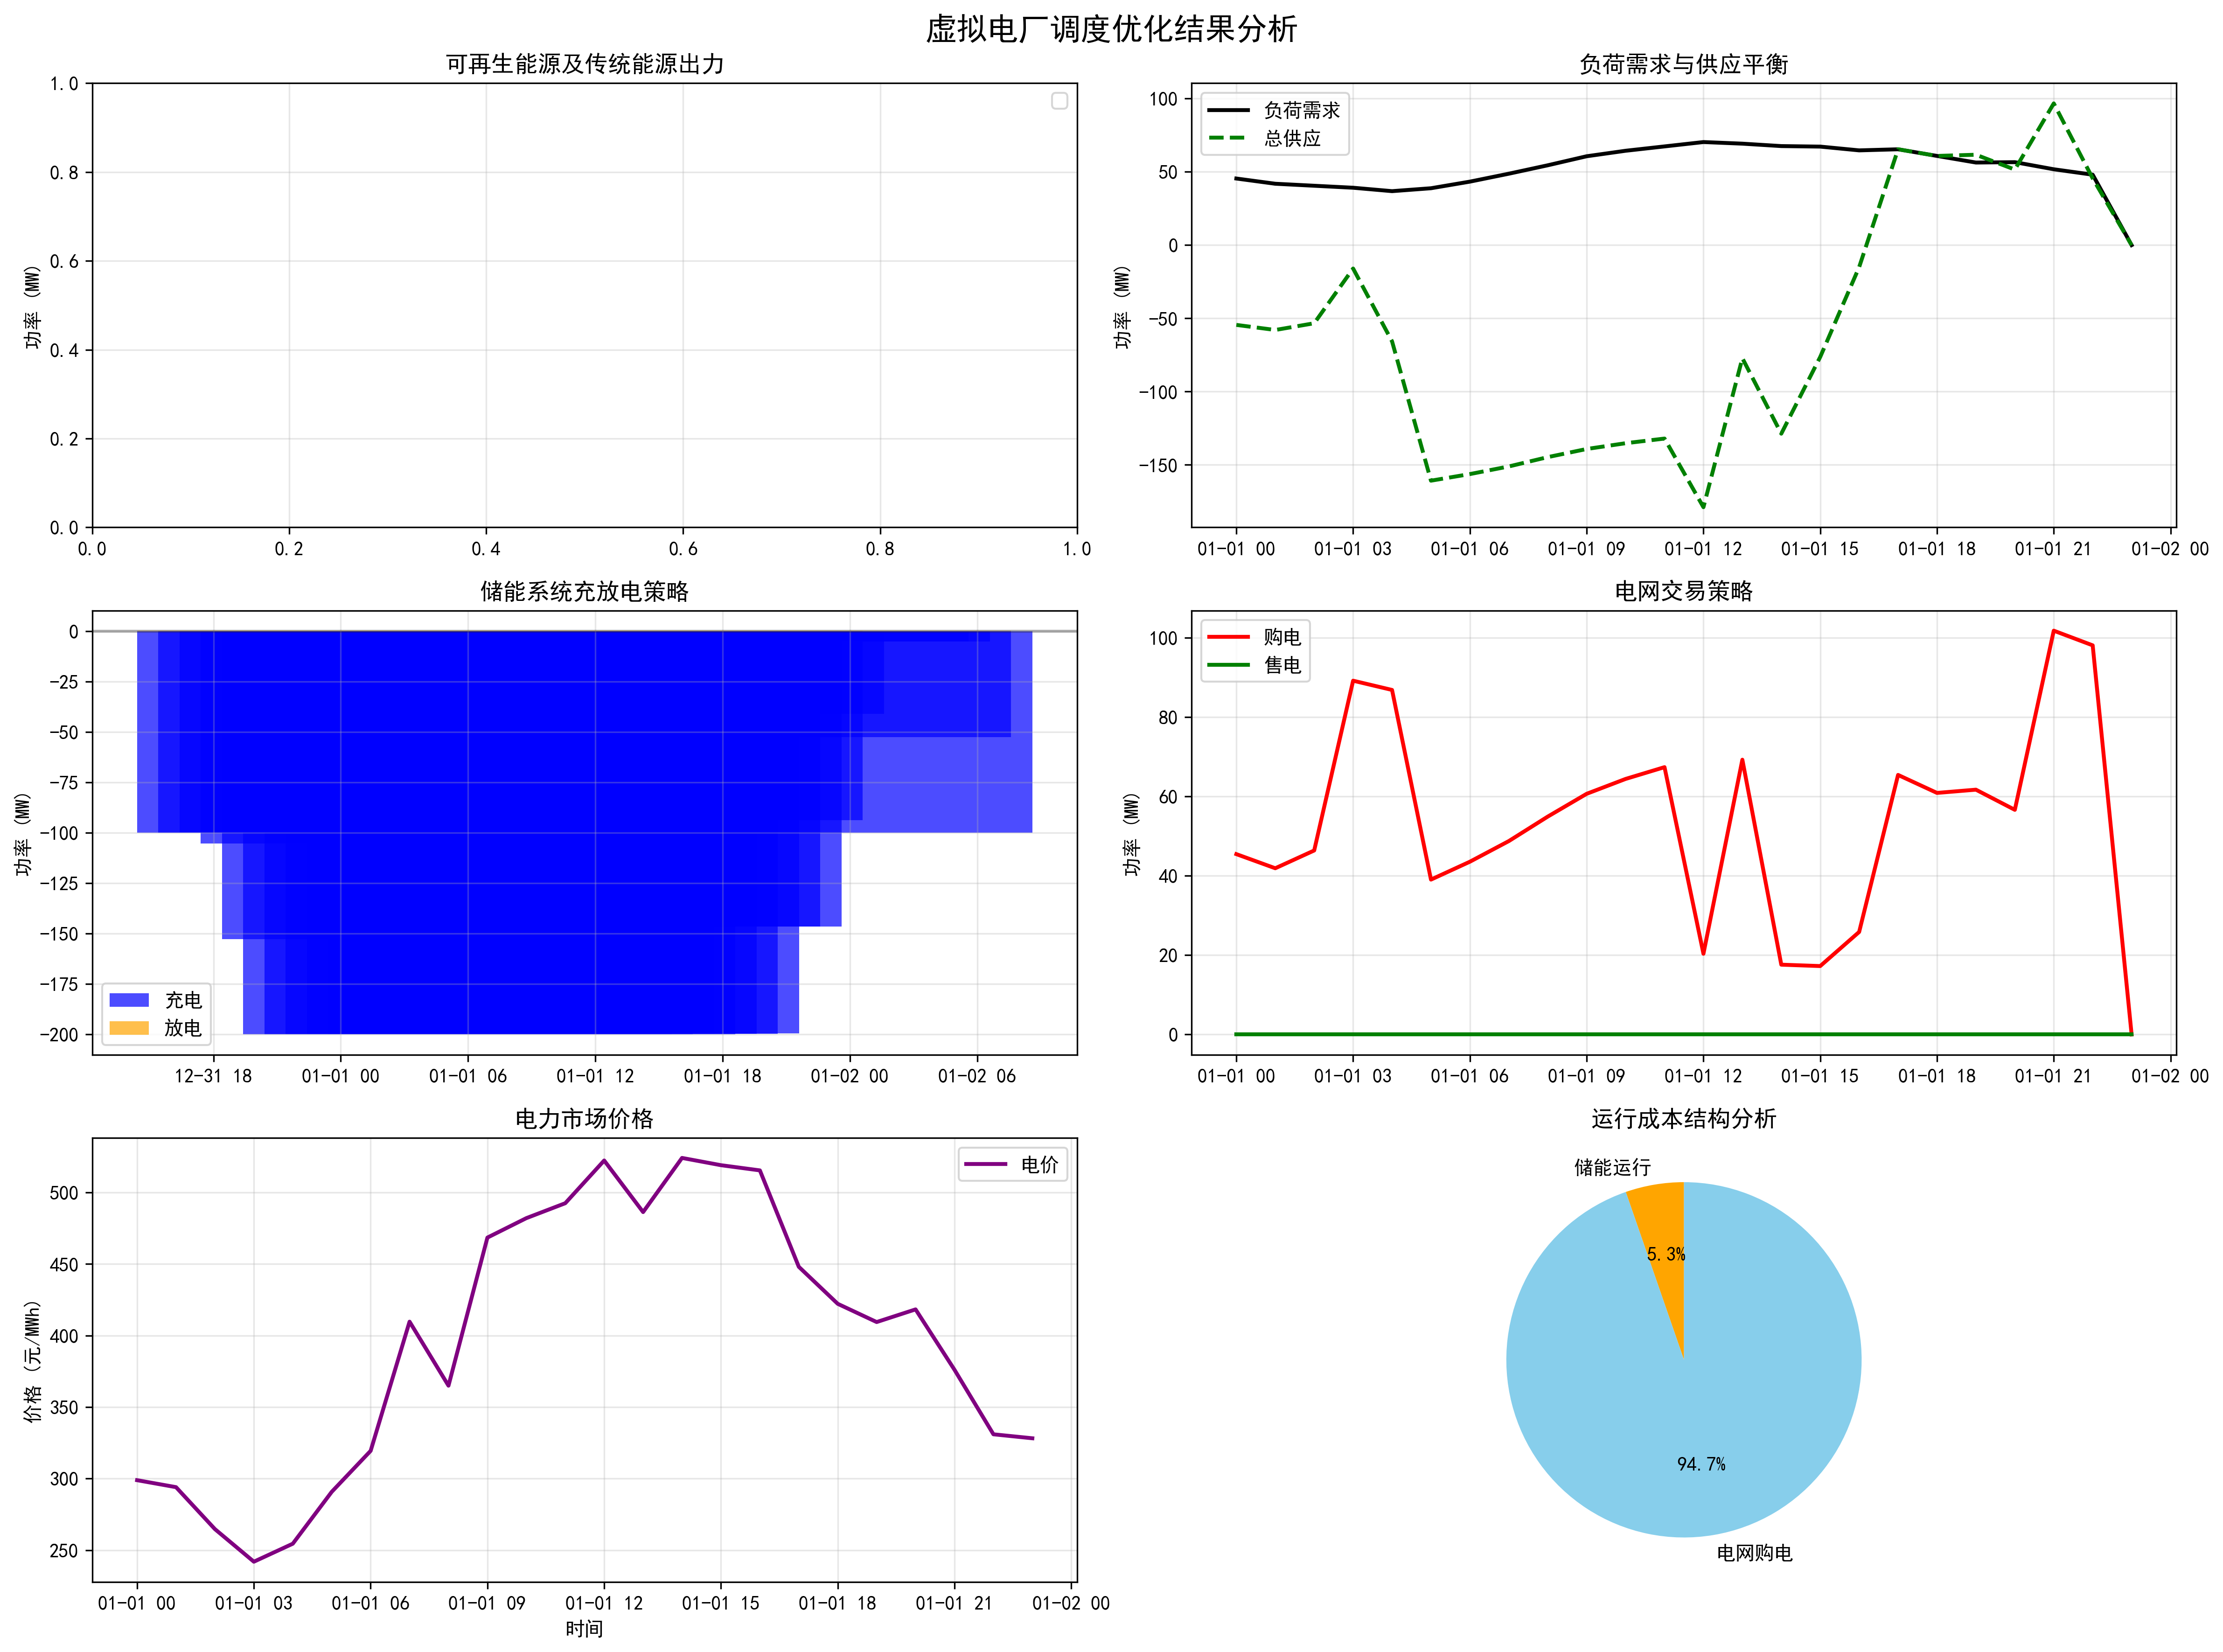 虚拟电厂调度优化结果分析
可再生能源及传统能源出力
功率 (MW)
1.0
0.8
0.6
0.4
0.2
0.0
0.0 0.2 0.4 0.6 0.8 1.0
负荷需求与供应平衡
负荷需求
总供应
功率 (MW)
100
50
0
−50
−100
−150
01-01 00 01-01 03 01-01 06 01-01 09 01-01 12 01-01 15 01-01 18 01-01 21 01-02 00
储能系统充放电策略
功率 (MW)
0
−25
−50
−75
−100
−125
−150
−175
−200
充电
放电
12-31 18 01-01 00 01-01 06 01-01 12 01-01 18 01-02 00 01-02 06
电网交易策略
购电
售电
功率 (MW)
100
80
60
40
20
0
01-01 00 01-01 03 01-01 06 01-01 09 01-01 12 01-01 15 01-01 18 01-01 21 01-02 00
电力市场价格
电价
价格 (元/MWh)
500
450
400
350
300
250
01-01 00 01-01 03 01-01 06 01-01 09 01-01 12 01-01 15 01-01 18 01-01 21 01-02 00
时间
运行成本结构分析
储能运行
5.3%
94.7%
电网购电